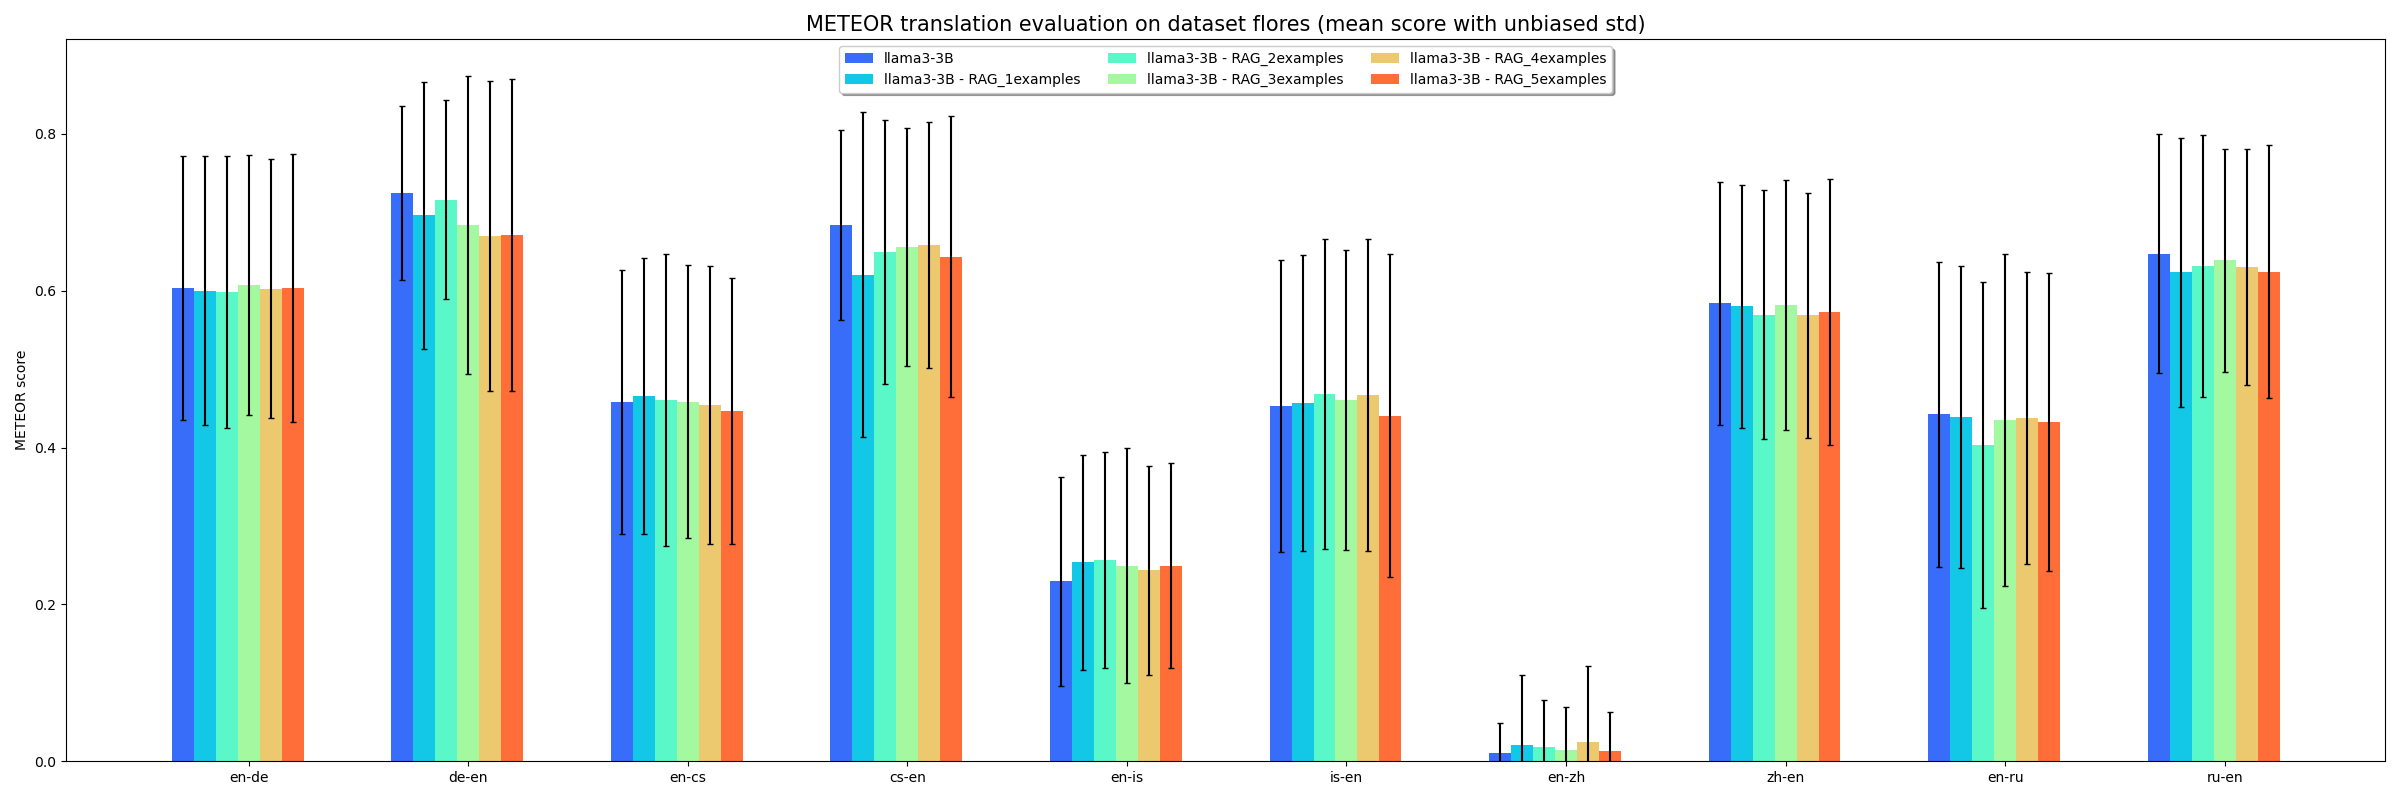 METEOR translation evaluation on dataset flores (mean score with unbiased std)
llama3-3B
llama3-3B - RAG_1examples
llama3-3B - RAG_2examples
llama3-3B - RAG_3examples
llama3-3B - RAG_4examples
llama3-3B - RAG_5examples
METEOR score
0.8
0.6
0.4
0.2
0.0
en-de de-en en-cs cs-en en-is is-en en-zh zh-en en-ru ru-en